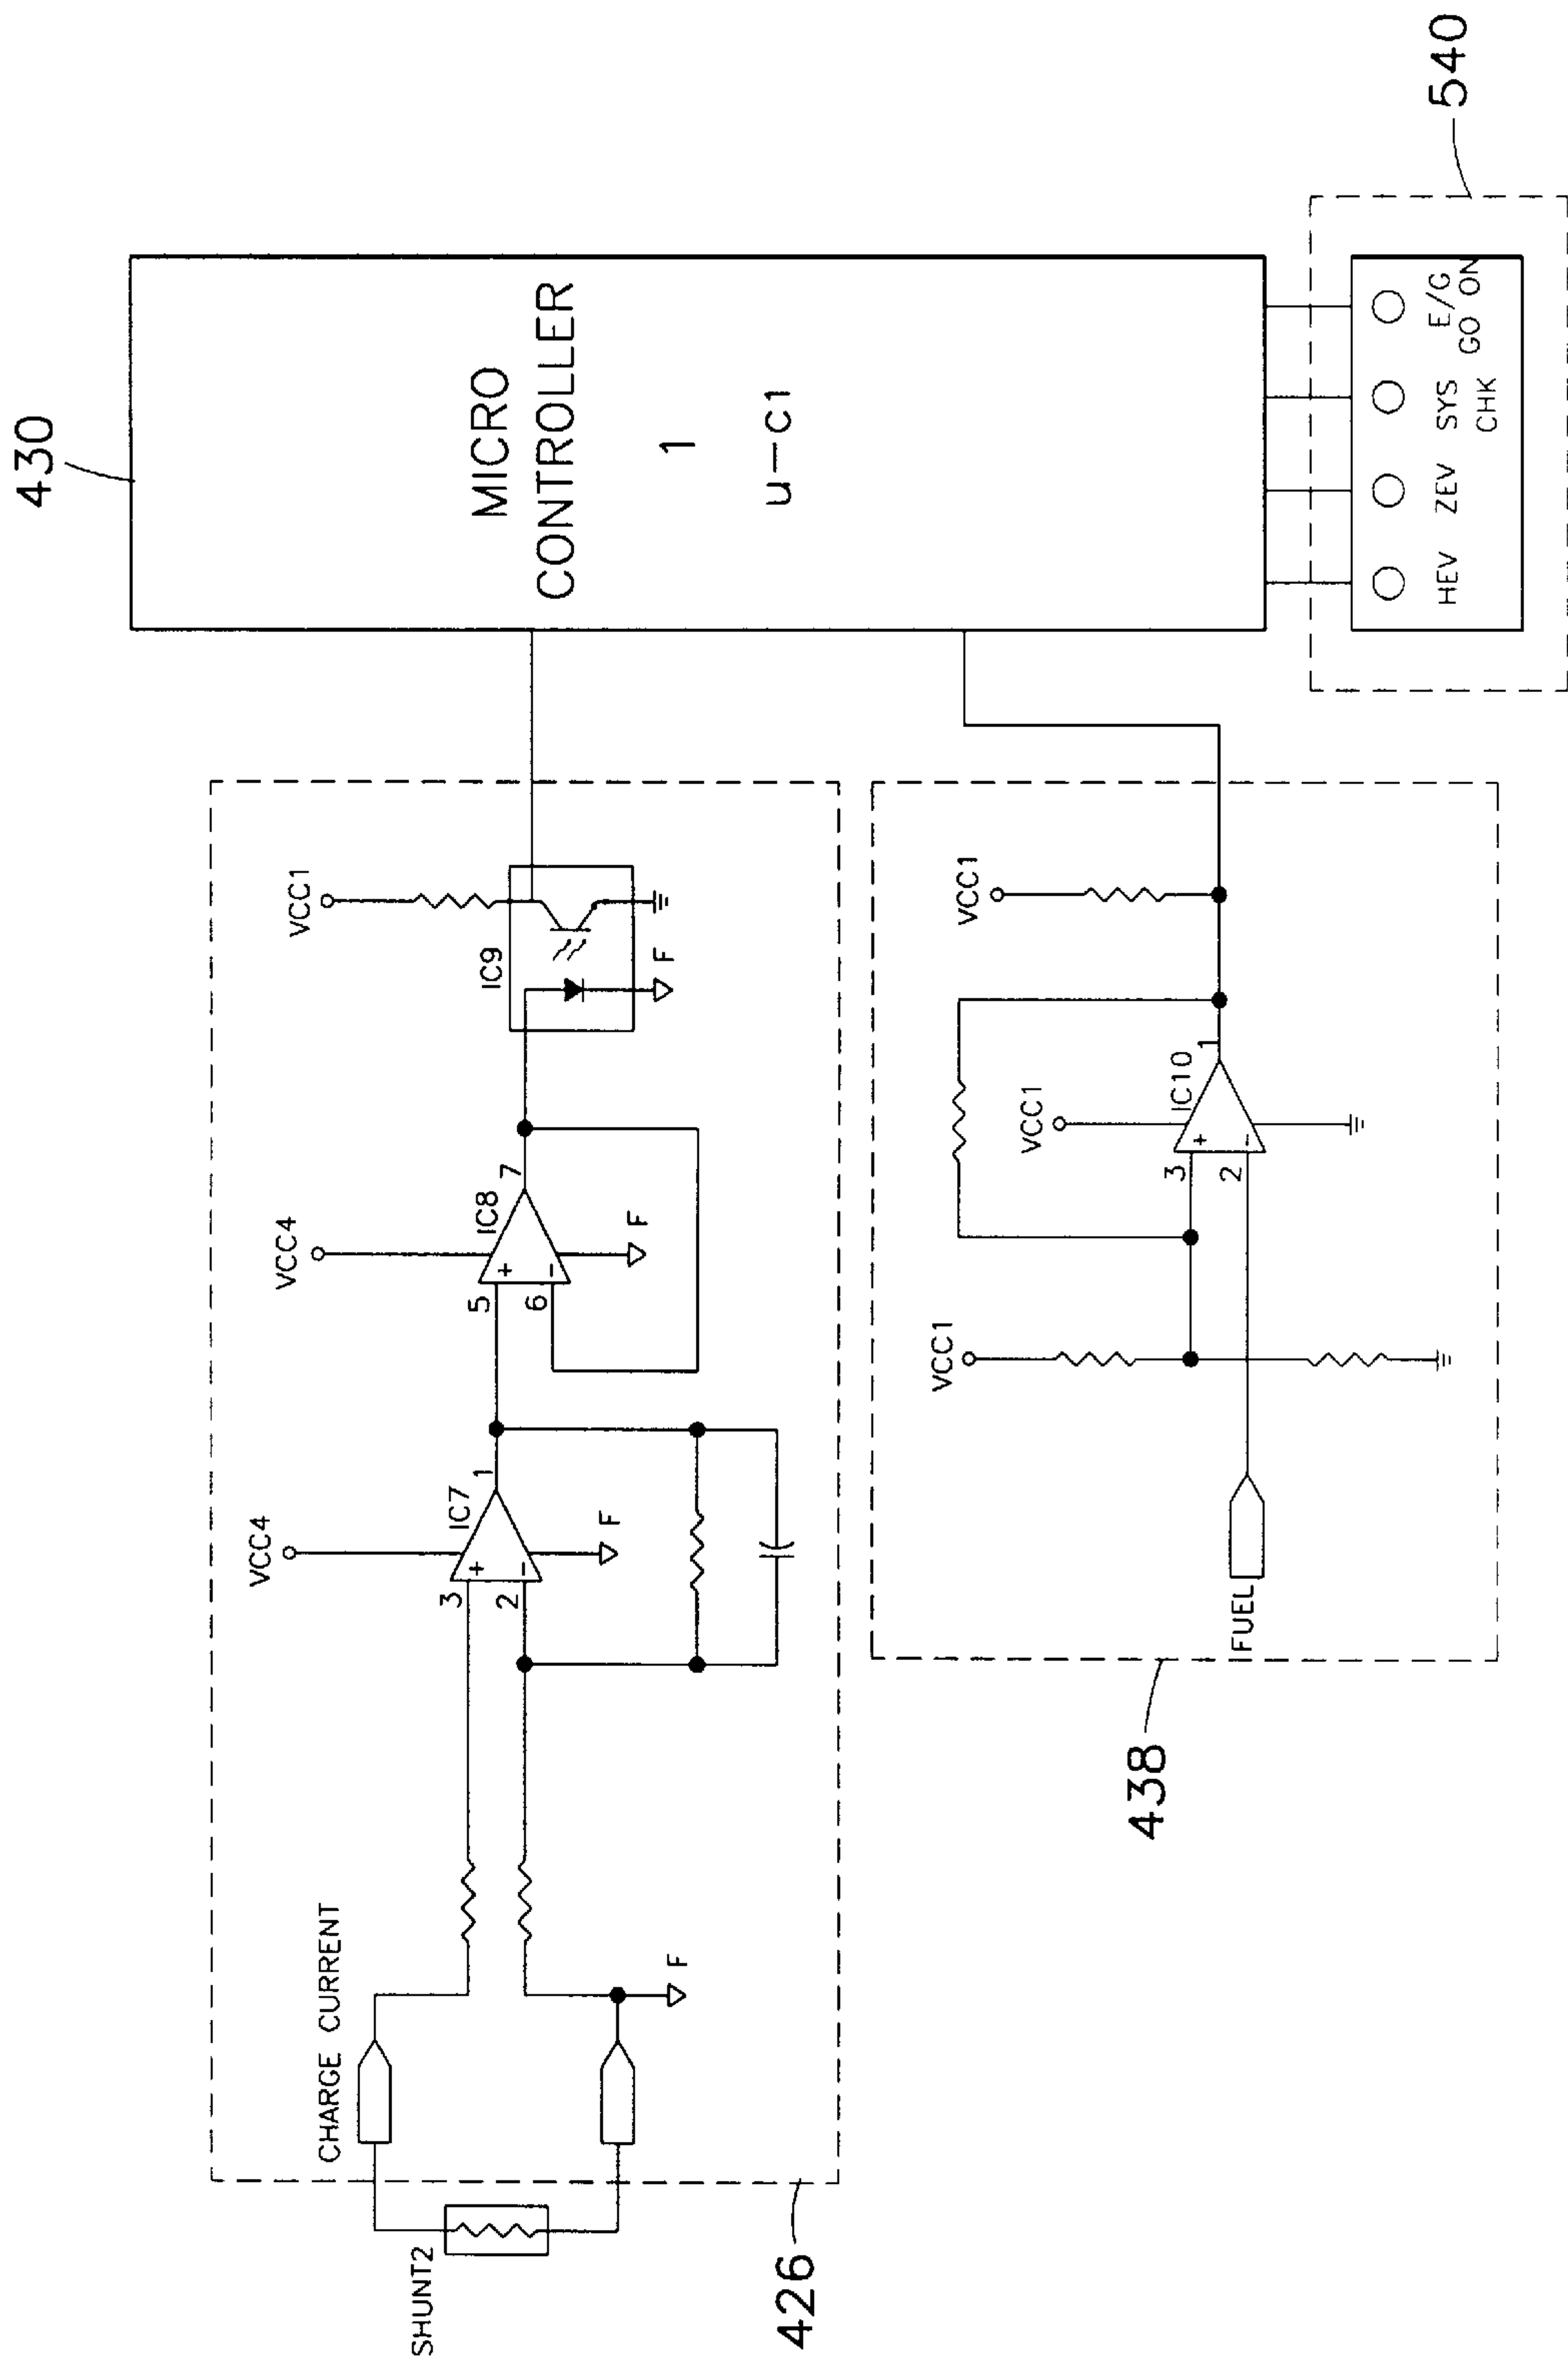 430
MICRO
CONTROLLER
1
u-c1
VCC1
IC9
F
VCC4
IC8
5
+
6
-
7
F
VCC4
IC7
3
+
2
-
1
F
CHARGE CURRENT
F
SHUNT2
426
VCC1
VCC1
IC10
3
+
2
-
1
VCC1
FUEL
438
HEV ZEV SYS E/G
CHK GO ON
540